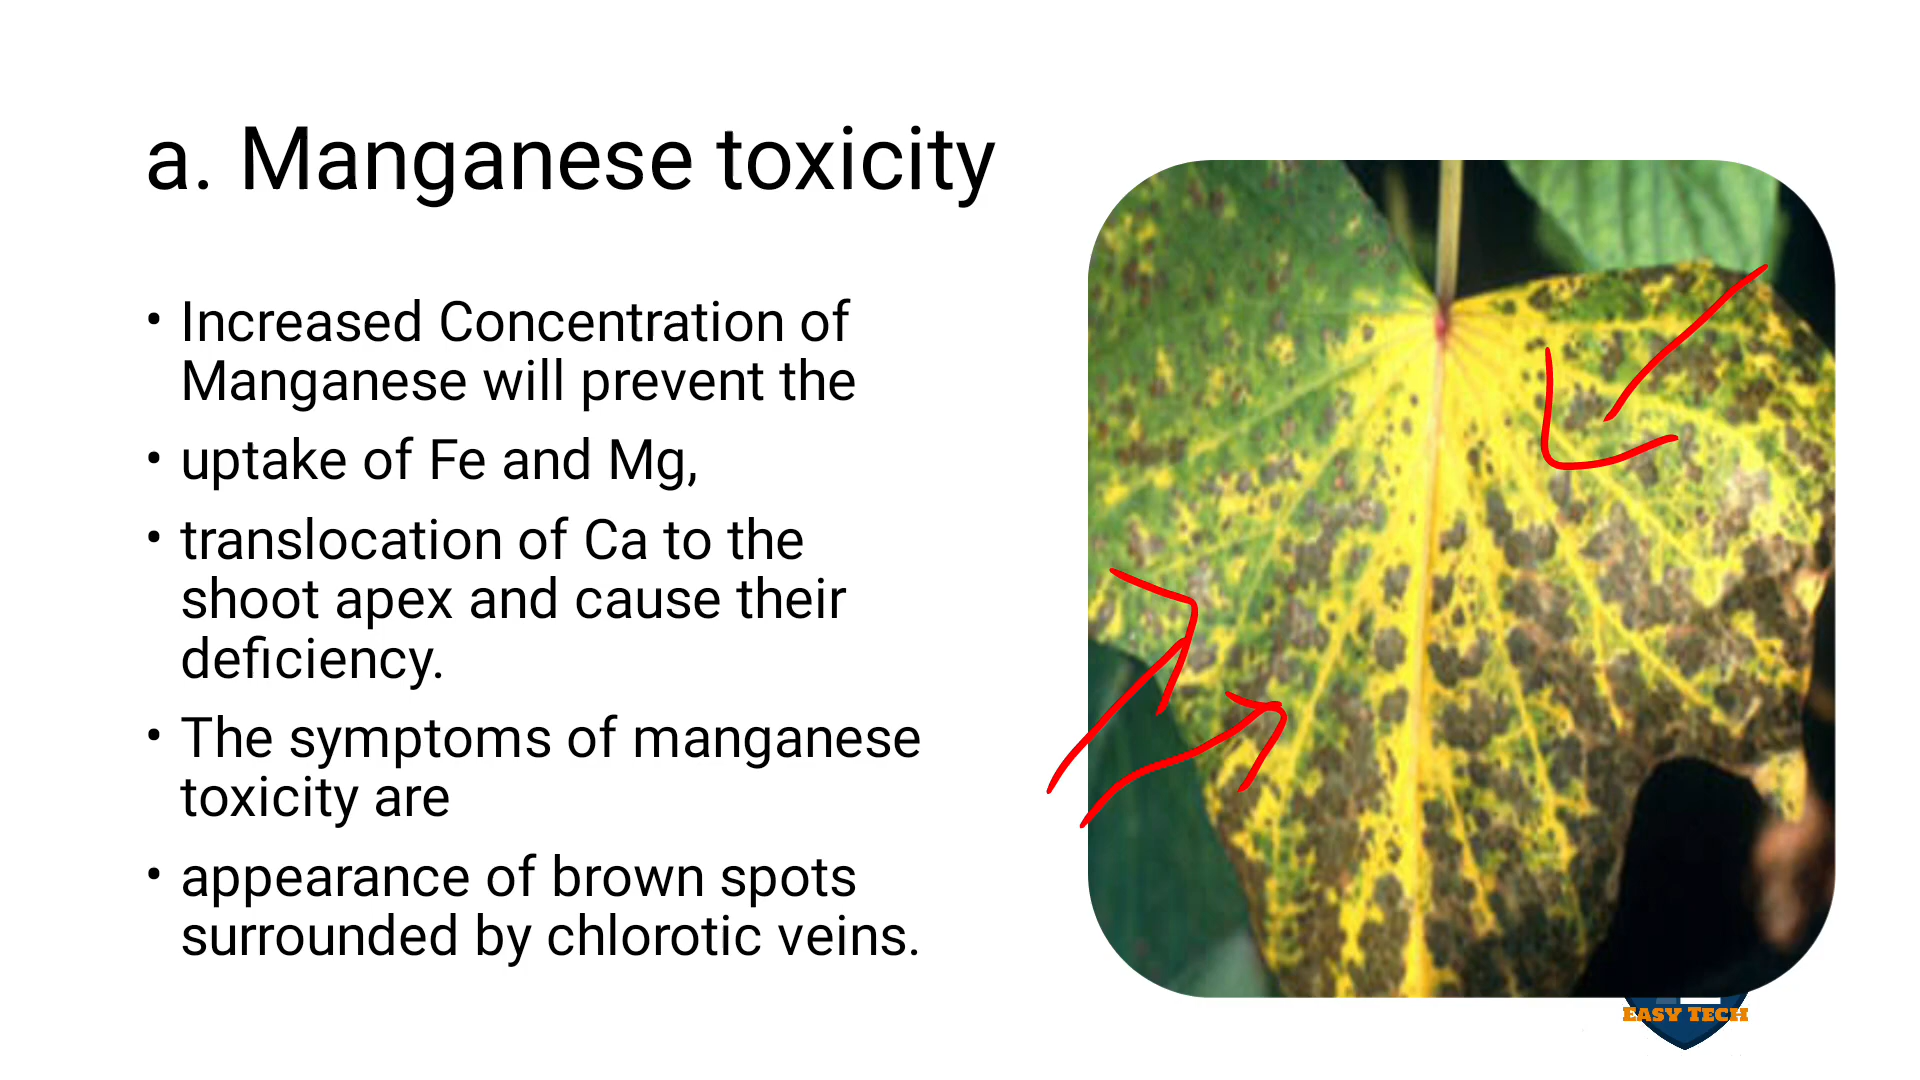 a. Manganese toxicity
• Increased Concentration of
Manganese will prevent the
• uptake of Fe and Mg,
• translocation of Ca to the
shoot apex and cause their
deficiency.
• The symptoms of manganese
toxicity are
• appearance of brown spots
surrounded by chlorotic veins.
EASY TECH